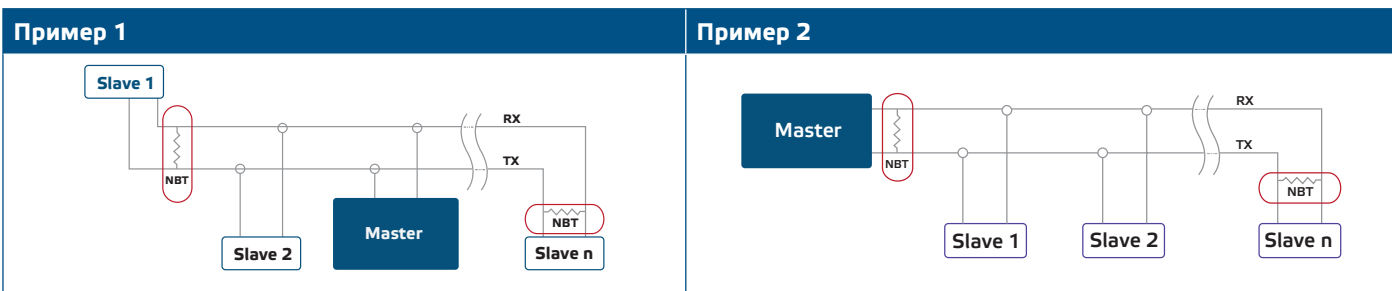 Пример 1
Slave 1
RX
TX
NBT
NBT
Slave 2
Master
Slave n
Пример 2
Master
RX
TX
NBT
NBT
Slave 1
Slave 2
Slave n